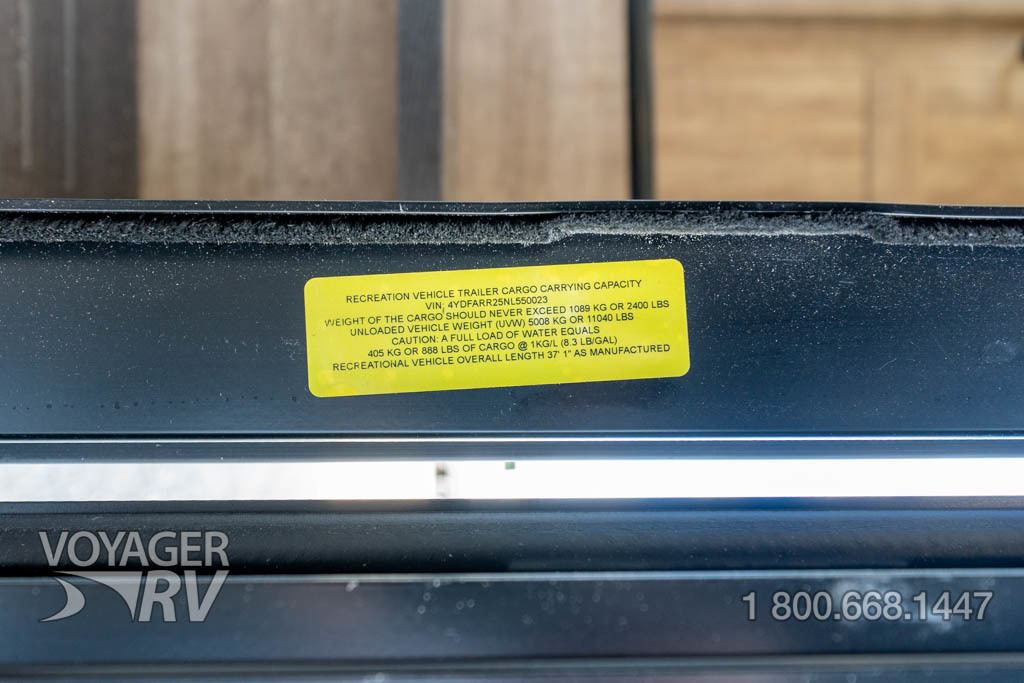 RECREATION VEHICLE TRAILER CARGO CARRYING CAPACITY
VIN: 4YDFARR25NL550023
WEIGHT OF THE CARGO SHOULD NEVER EXCEED 1089 KG OR 2400 LBS
UNLOADED VEHICLE WEIGHT (UVW) 5008 KG OR 11040 LBS
CAUTION: A FULL LOAD OF WATER EQUALS
405 KG OR 888 LBS OF CARGO @ 1KG/L (8.3 LB/GAL)
RECREATIONAL VEHICLE OVERALL LENGTH 37' 1" AS MANUFACTURED
VOYAGER
RV
1 800.668.1447